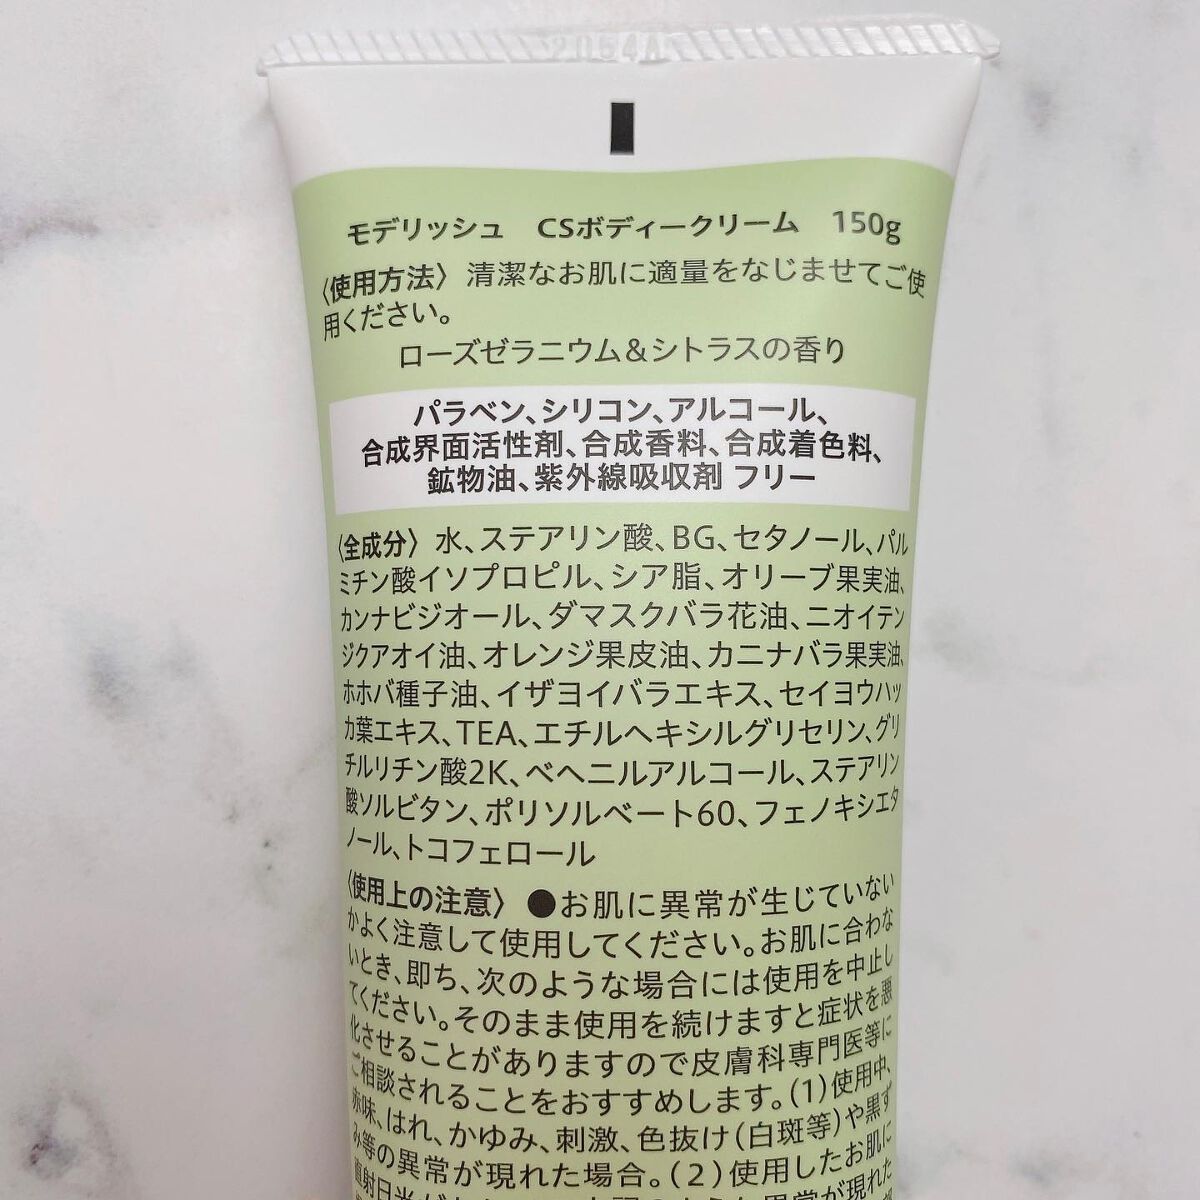 2054A
モデリッシュ　CSボディークリーム　150g
〈使用方法〉清潔なお肌に適量をなじませてご使
用ください。
ローズゼラニウム＆シトラスの香り
パラベン、シリコン、アルコール、
合成界面活性剤、合成香料、合成着色料、
鉱物油、紫外線吸収剤 フリー
〈全成分〉水、ステアリン酸、BG、セタノール、パル
ミチン酸イソプロピル、シア脂、オリーブ果実油、
カンナビジオール、ダマスクバラ花油、ニオイテン
ジクアオイ油、オレンジ果皮油、カニナバラ果実油、
ホホバ種子油、イザヨイバラエキス、セイヨウハッ
カ葉エキス、TEA、エチルヘキシルグリセリン、グリ
チルリチン酸2K、ベヘニルアルコール、ステアリン
酸ソルビタン、ポリソルベート60、フェノキシエタ
ノール、トコフェロール
〈使用上の注意〉●お肌に異常が生じていない
かよく注意して使用してください。お肌に合わな
いとき、即ち、次のような場合には使用を中止し
てください。そのまま使用を続けますと症状を悪
化させることがありますので皮膚科専門医等に
ご相談されることをおすすめします。(1)使用中、
赤味、はれ、かゆみ、刺激、色抜け(白斑等)や黒ず
み等の異常が現れた場合。(2)使用したお肌に
直射日光が